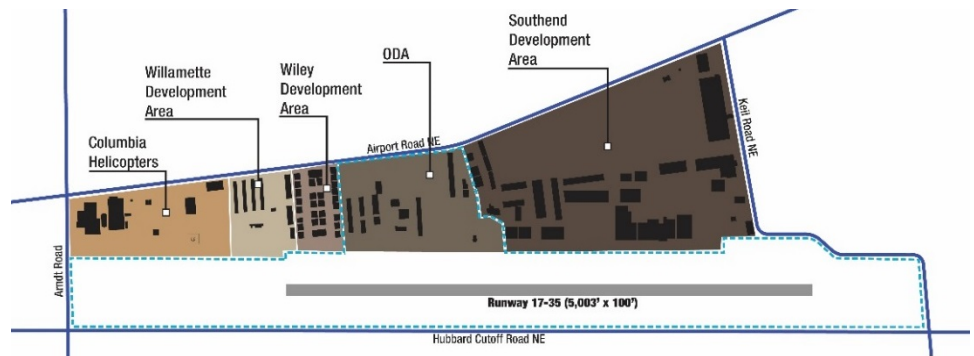 Southend
Development
Area
ODA
Wiley
Development
Area
Willamette
Development
Area
Columbia
Helicopters
Airport Road NE
Keil Road NE
Arndt Road
Runway 17-35 (5,003' x 100')
Hubbard Cutoff Road NE